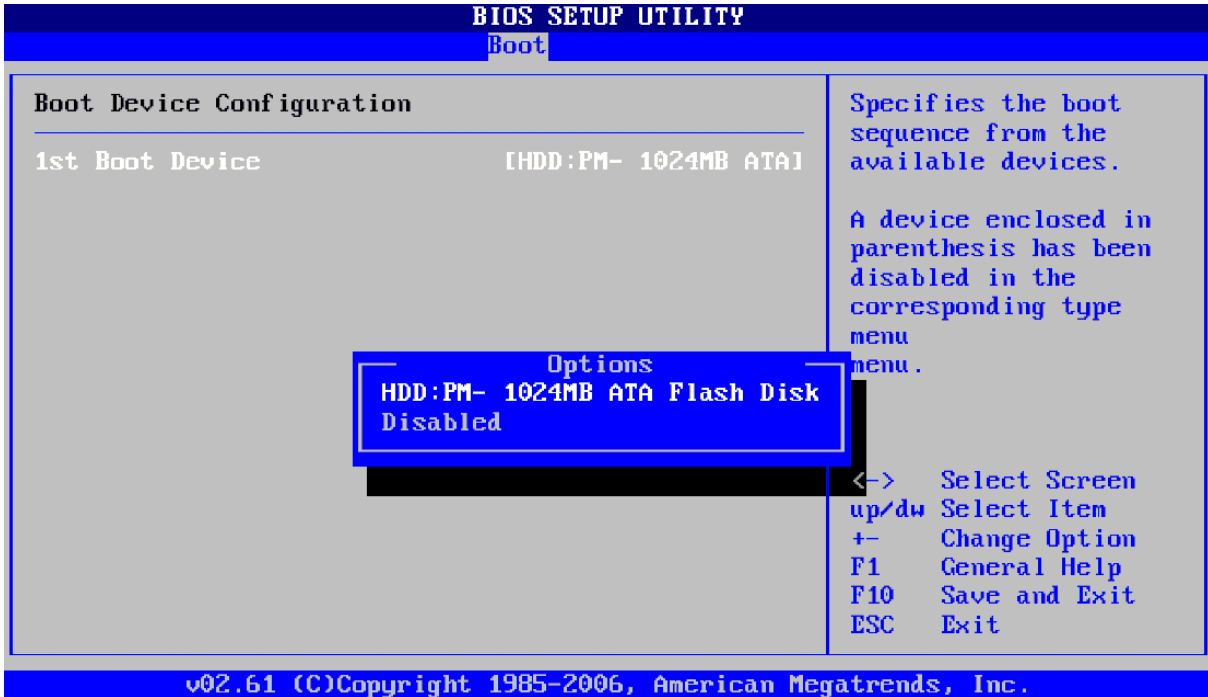 BIOS SETUP UTILITY
Boot
Boot Device Configuration
1st Boot Device [HDD:PM- 1024MB ATA]
Options
HDD:PM- 1024MB ATA Flash Disk
Disabled
Specifies the boot
sequence from the
available devices.
A device enclosed in
parenthesis has been
disabled in the
corresponding type
menu
menu.
<-> Select Screen
up/dw Select Item
+- Change Option
F1 General Help
F10 Save and Exit
ESC Exit
v02.61 (C)Copyright 1985-2006, American Megatrends, Inc.